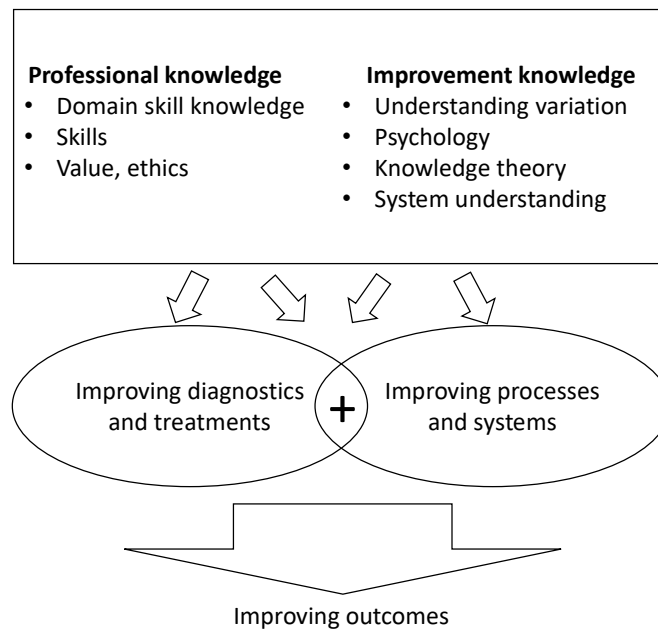 Professional knowledge
• Domain skill knowledge
• Skills
• Value, ethics
Improvement knowledge
• Understanding variation
• Psychology
• Knowledge theory
• System understanding
Improving diagnostics
and treatments
+
Improving processes
and systems
Improving outcomes